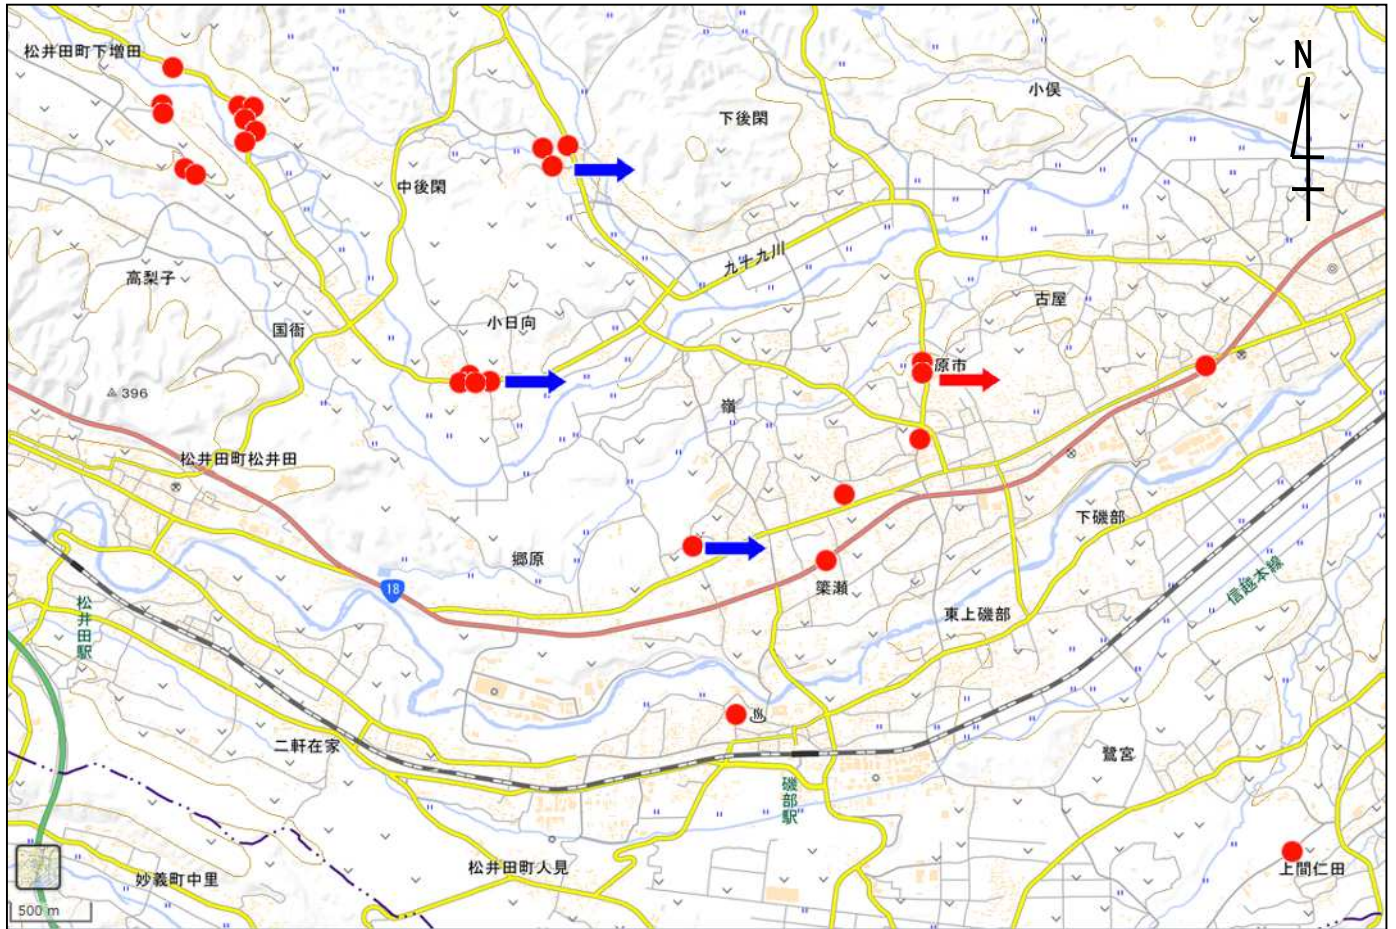 松井田町下増田
N
小俣
下後閑
中後閑
九十九川
高梨子
古屋
国衙
小日向
原市
396
嶺
松井田町松井田
下磯部
郷原
18
簗瀬
信越本線
松井田駅
東上磯部
二軒在家
鷺宮
磯部駅
松井田町人見
上間仁田
妙義町中里
500 m